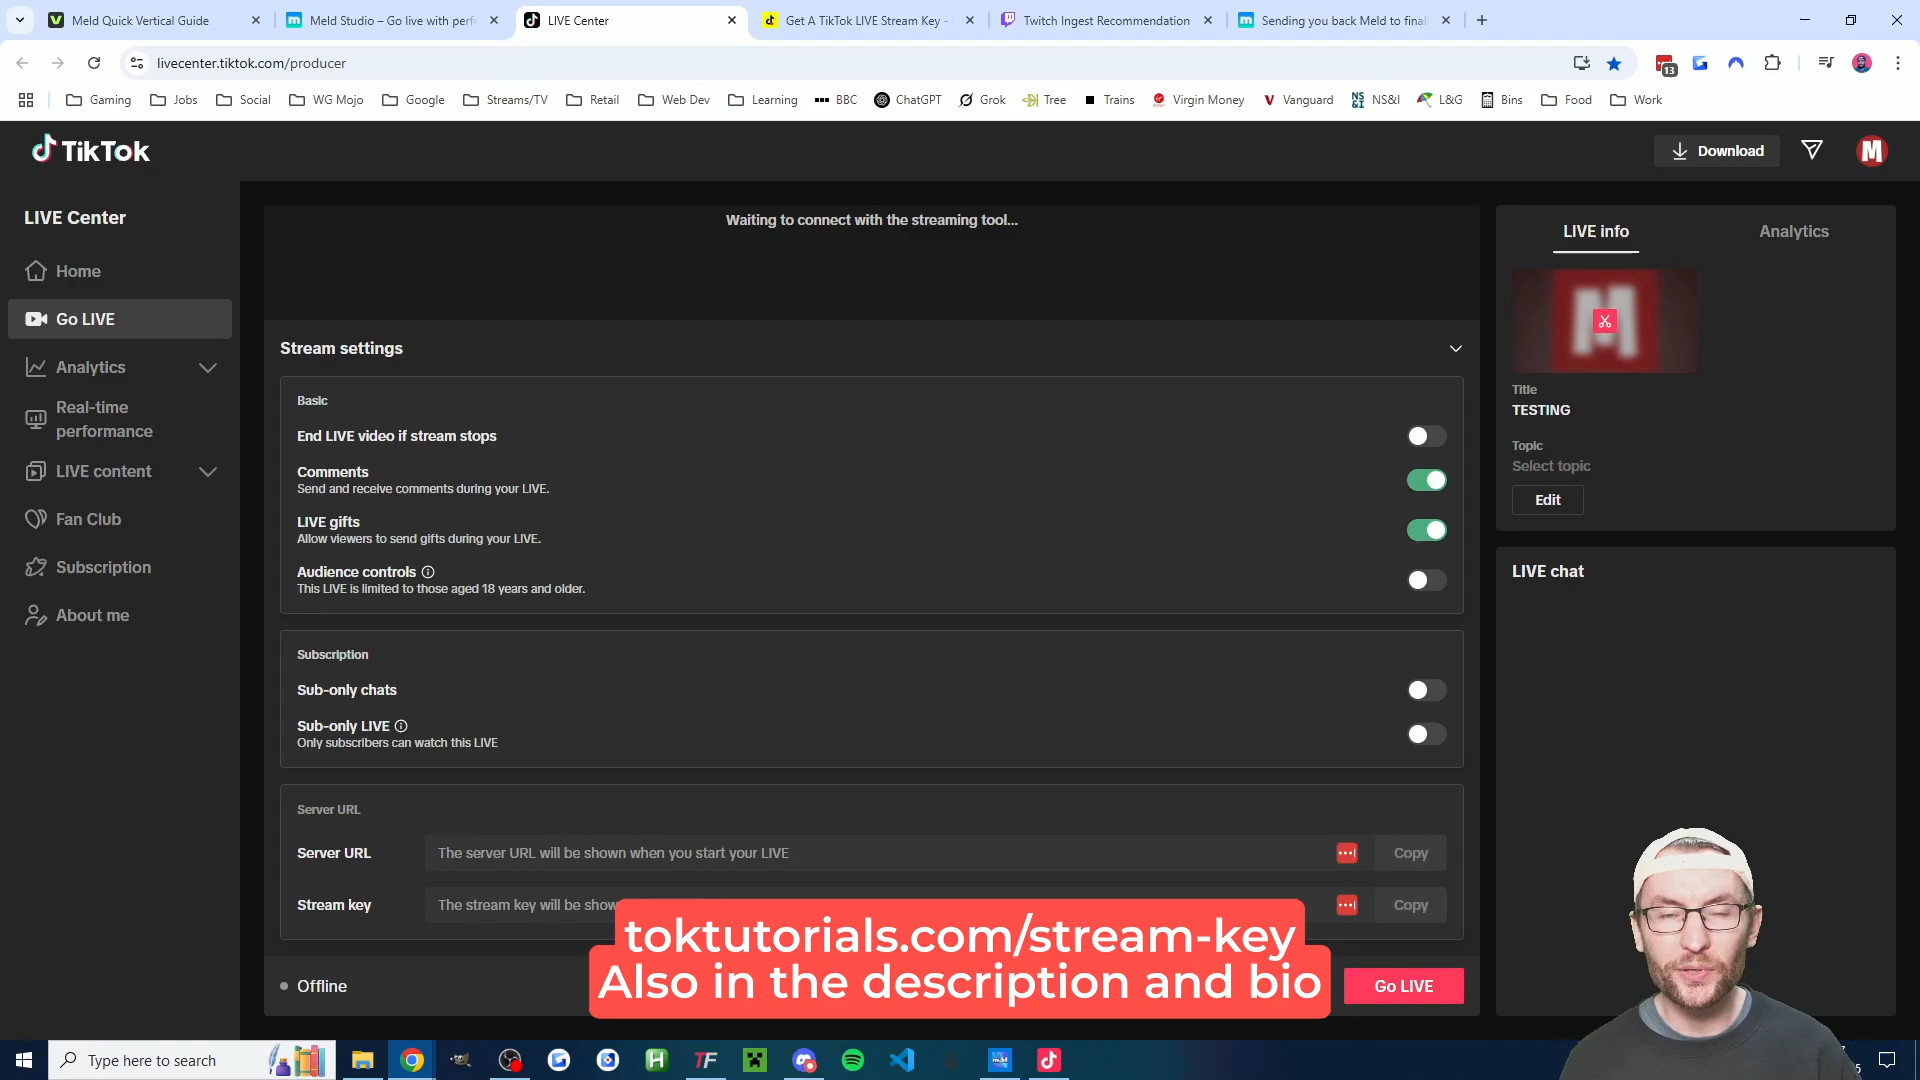 Meld Quick Vertical Guide
Meld Studio – Go live with perf
LIVE Center
Get A TikTok LIVE Stream Key -
Twitch Ingest Recommendation
Sending you back Meld to final
livecenter.tiktok.com/producer
13
Gaming
Jobs
Social
WG Mojo
Google
Streams/TV
Retail
Web Dev
Learning
BBC
ChatGPT
Grok
Tree
Trains
Virgin Money
Vanguard
NS&I
L&G
Bins
Food
Work
TikTok
Download
M
LIVE Center
Home
Go LIVE
Analytics
Real-time
performance
LIVE content
Fan Club
Subscription
About me
Waiting to connect with the streaming tool...
Stream settings
Basic
End LIVE video if stream stops
Comments
Send and receive comments during your LIVE.
LIVE gifts
Allow viewers to send gifts during your LIVE.
Audience controls
This LIVE is limited to those aged 18 years and older.
Subscription
Sub-only chats
Sub-only LIVE
Only subscribers can watch this LIVE
Server URL
Server URL
The server URL will be shown when you start your LIVE
Copy
Stream key
The stream key will be show
Copy
Offline
Go LIVE
LIVE info
Analytics
M
Title
TESTING
Topic
Select topic
Edit
LIVE chat
toktutorials.com/stream-key
Also in the description and bio
Type here to search